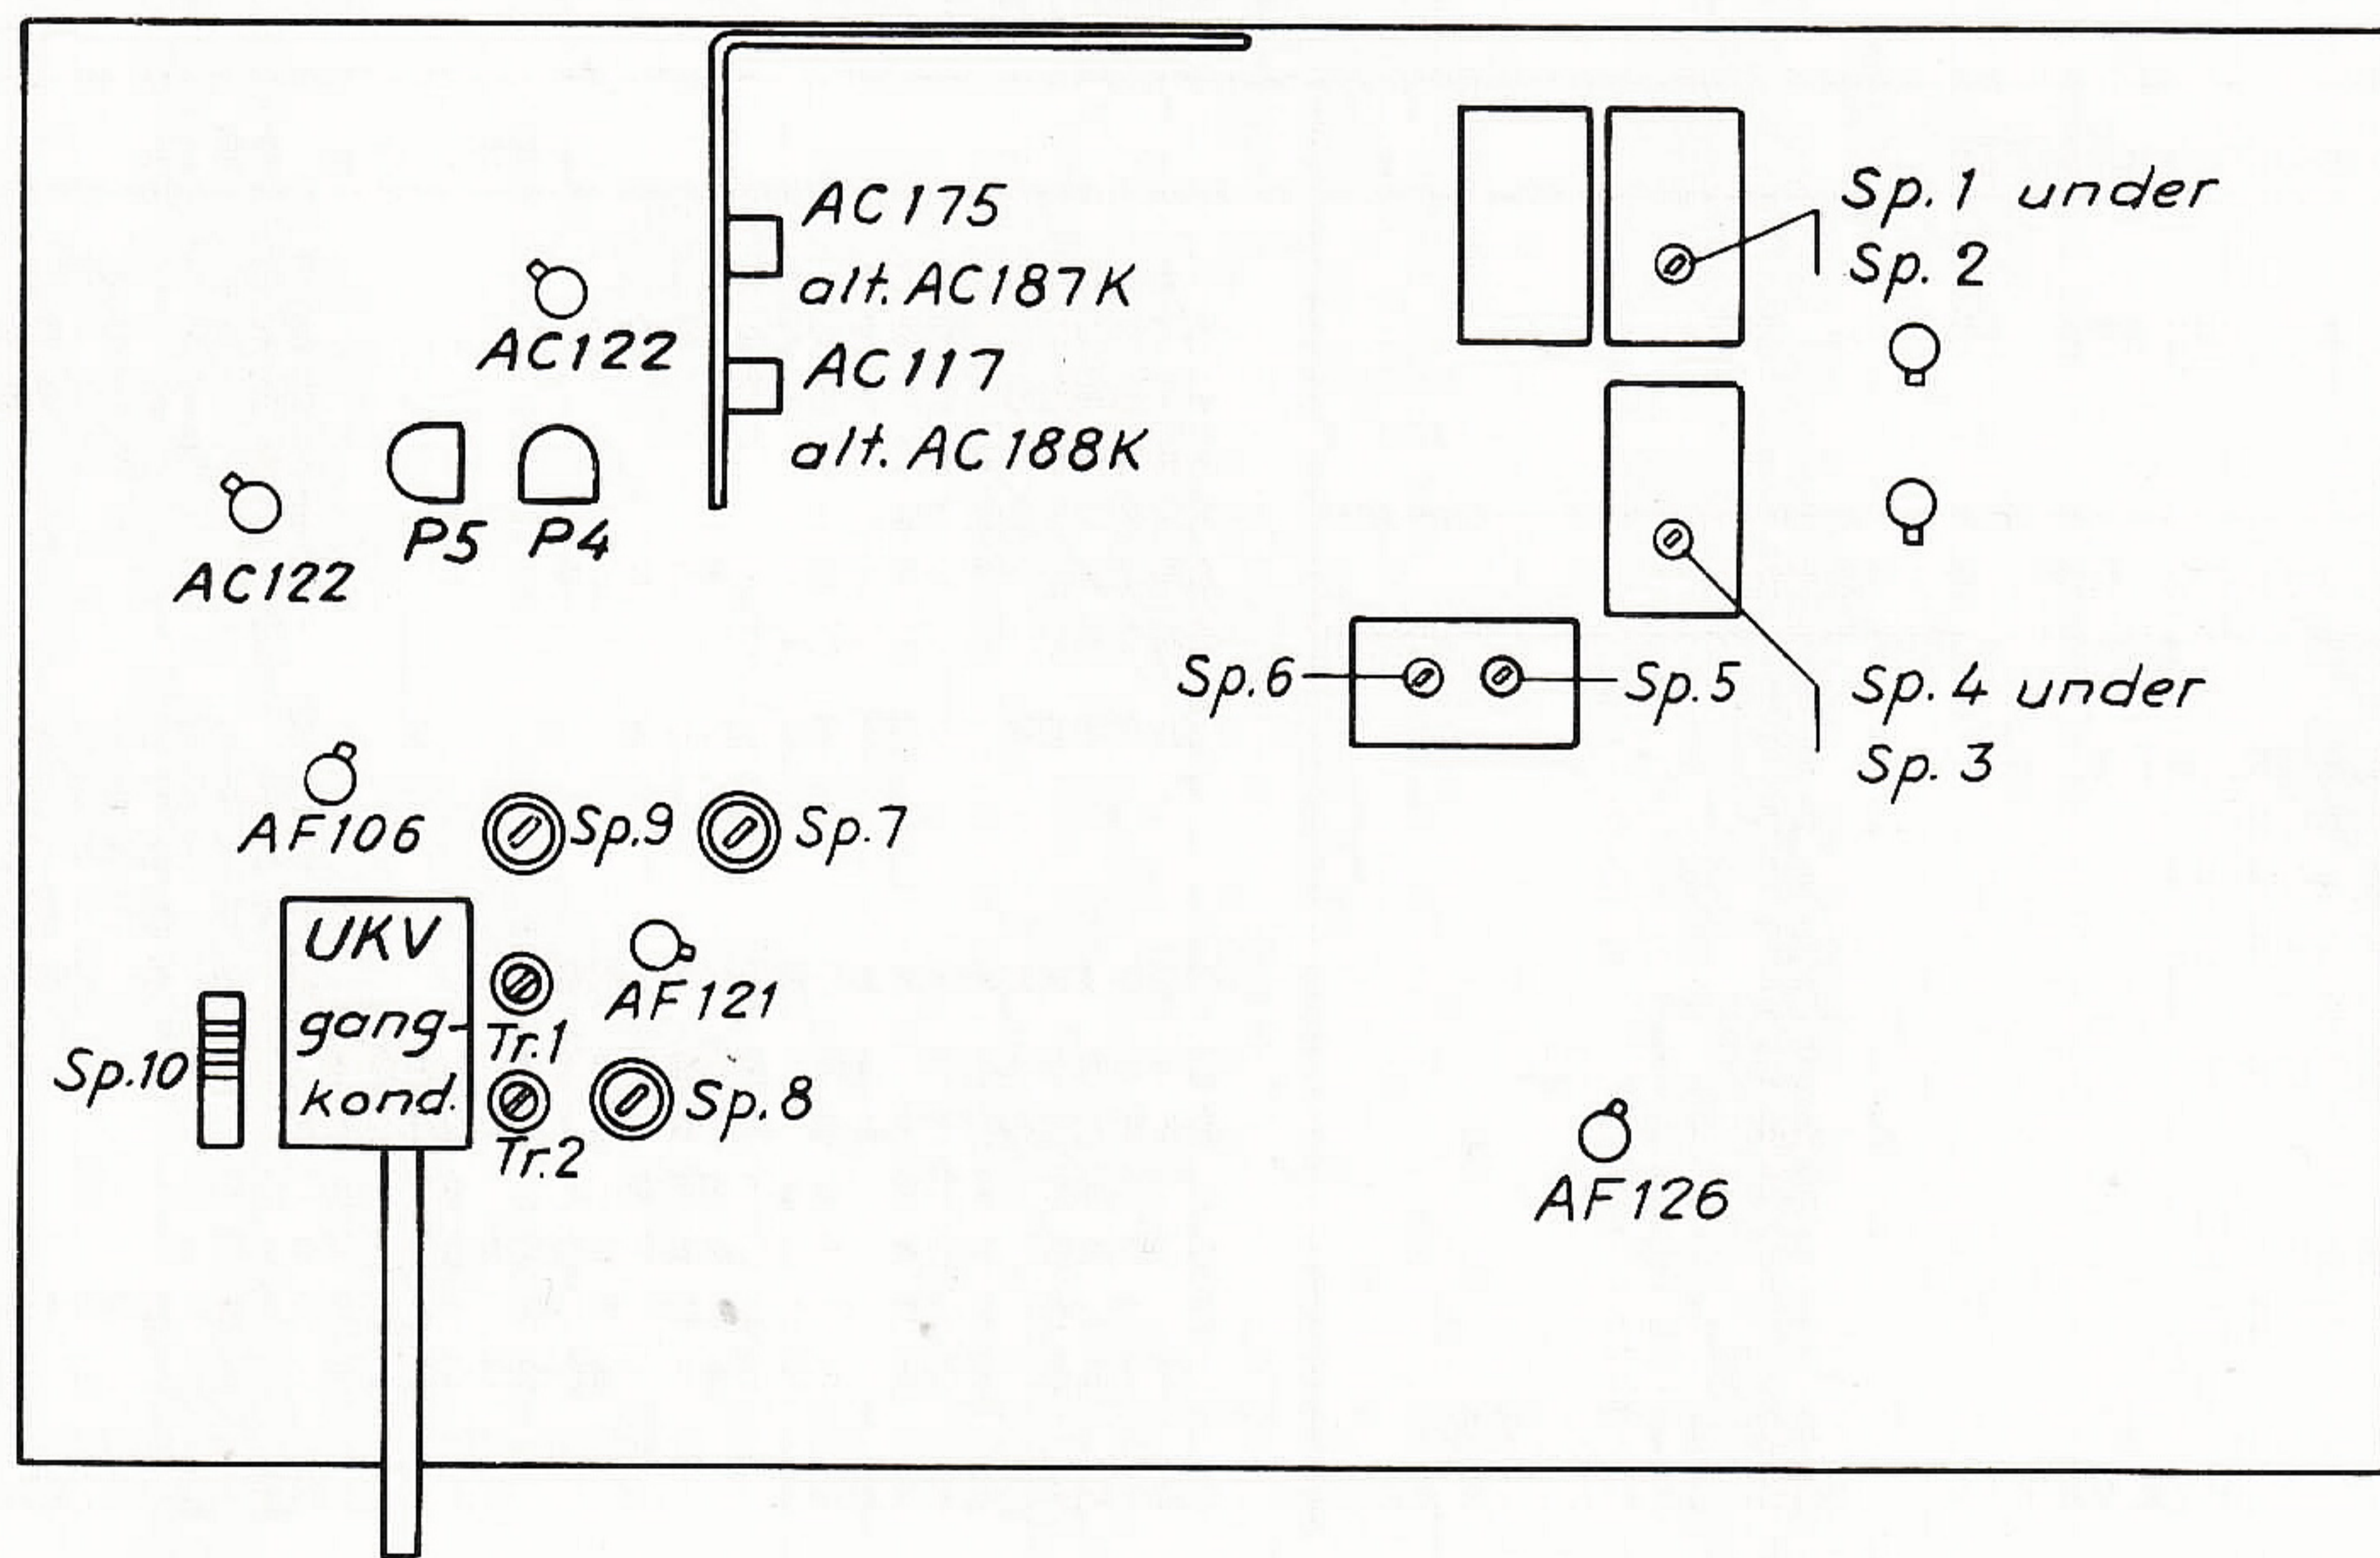 AC175
alt. AC187K
AC117
alt. AC188K
AC122
P5
P4
AC122
Sp. 1 under
Sp. 2
Sp.6
Sp.5
Sp. 4 under
Sp. 3
AF106
Sp.9
Sp.7
UKV
gang-
kond.
Tr.1
AF121
Sp.10
Tr.2
Sp.8
AF126